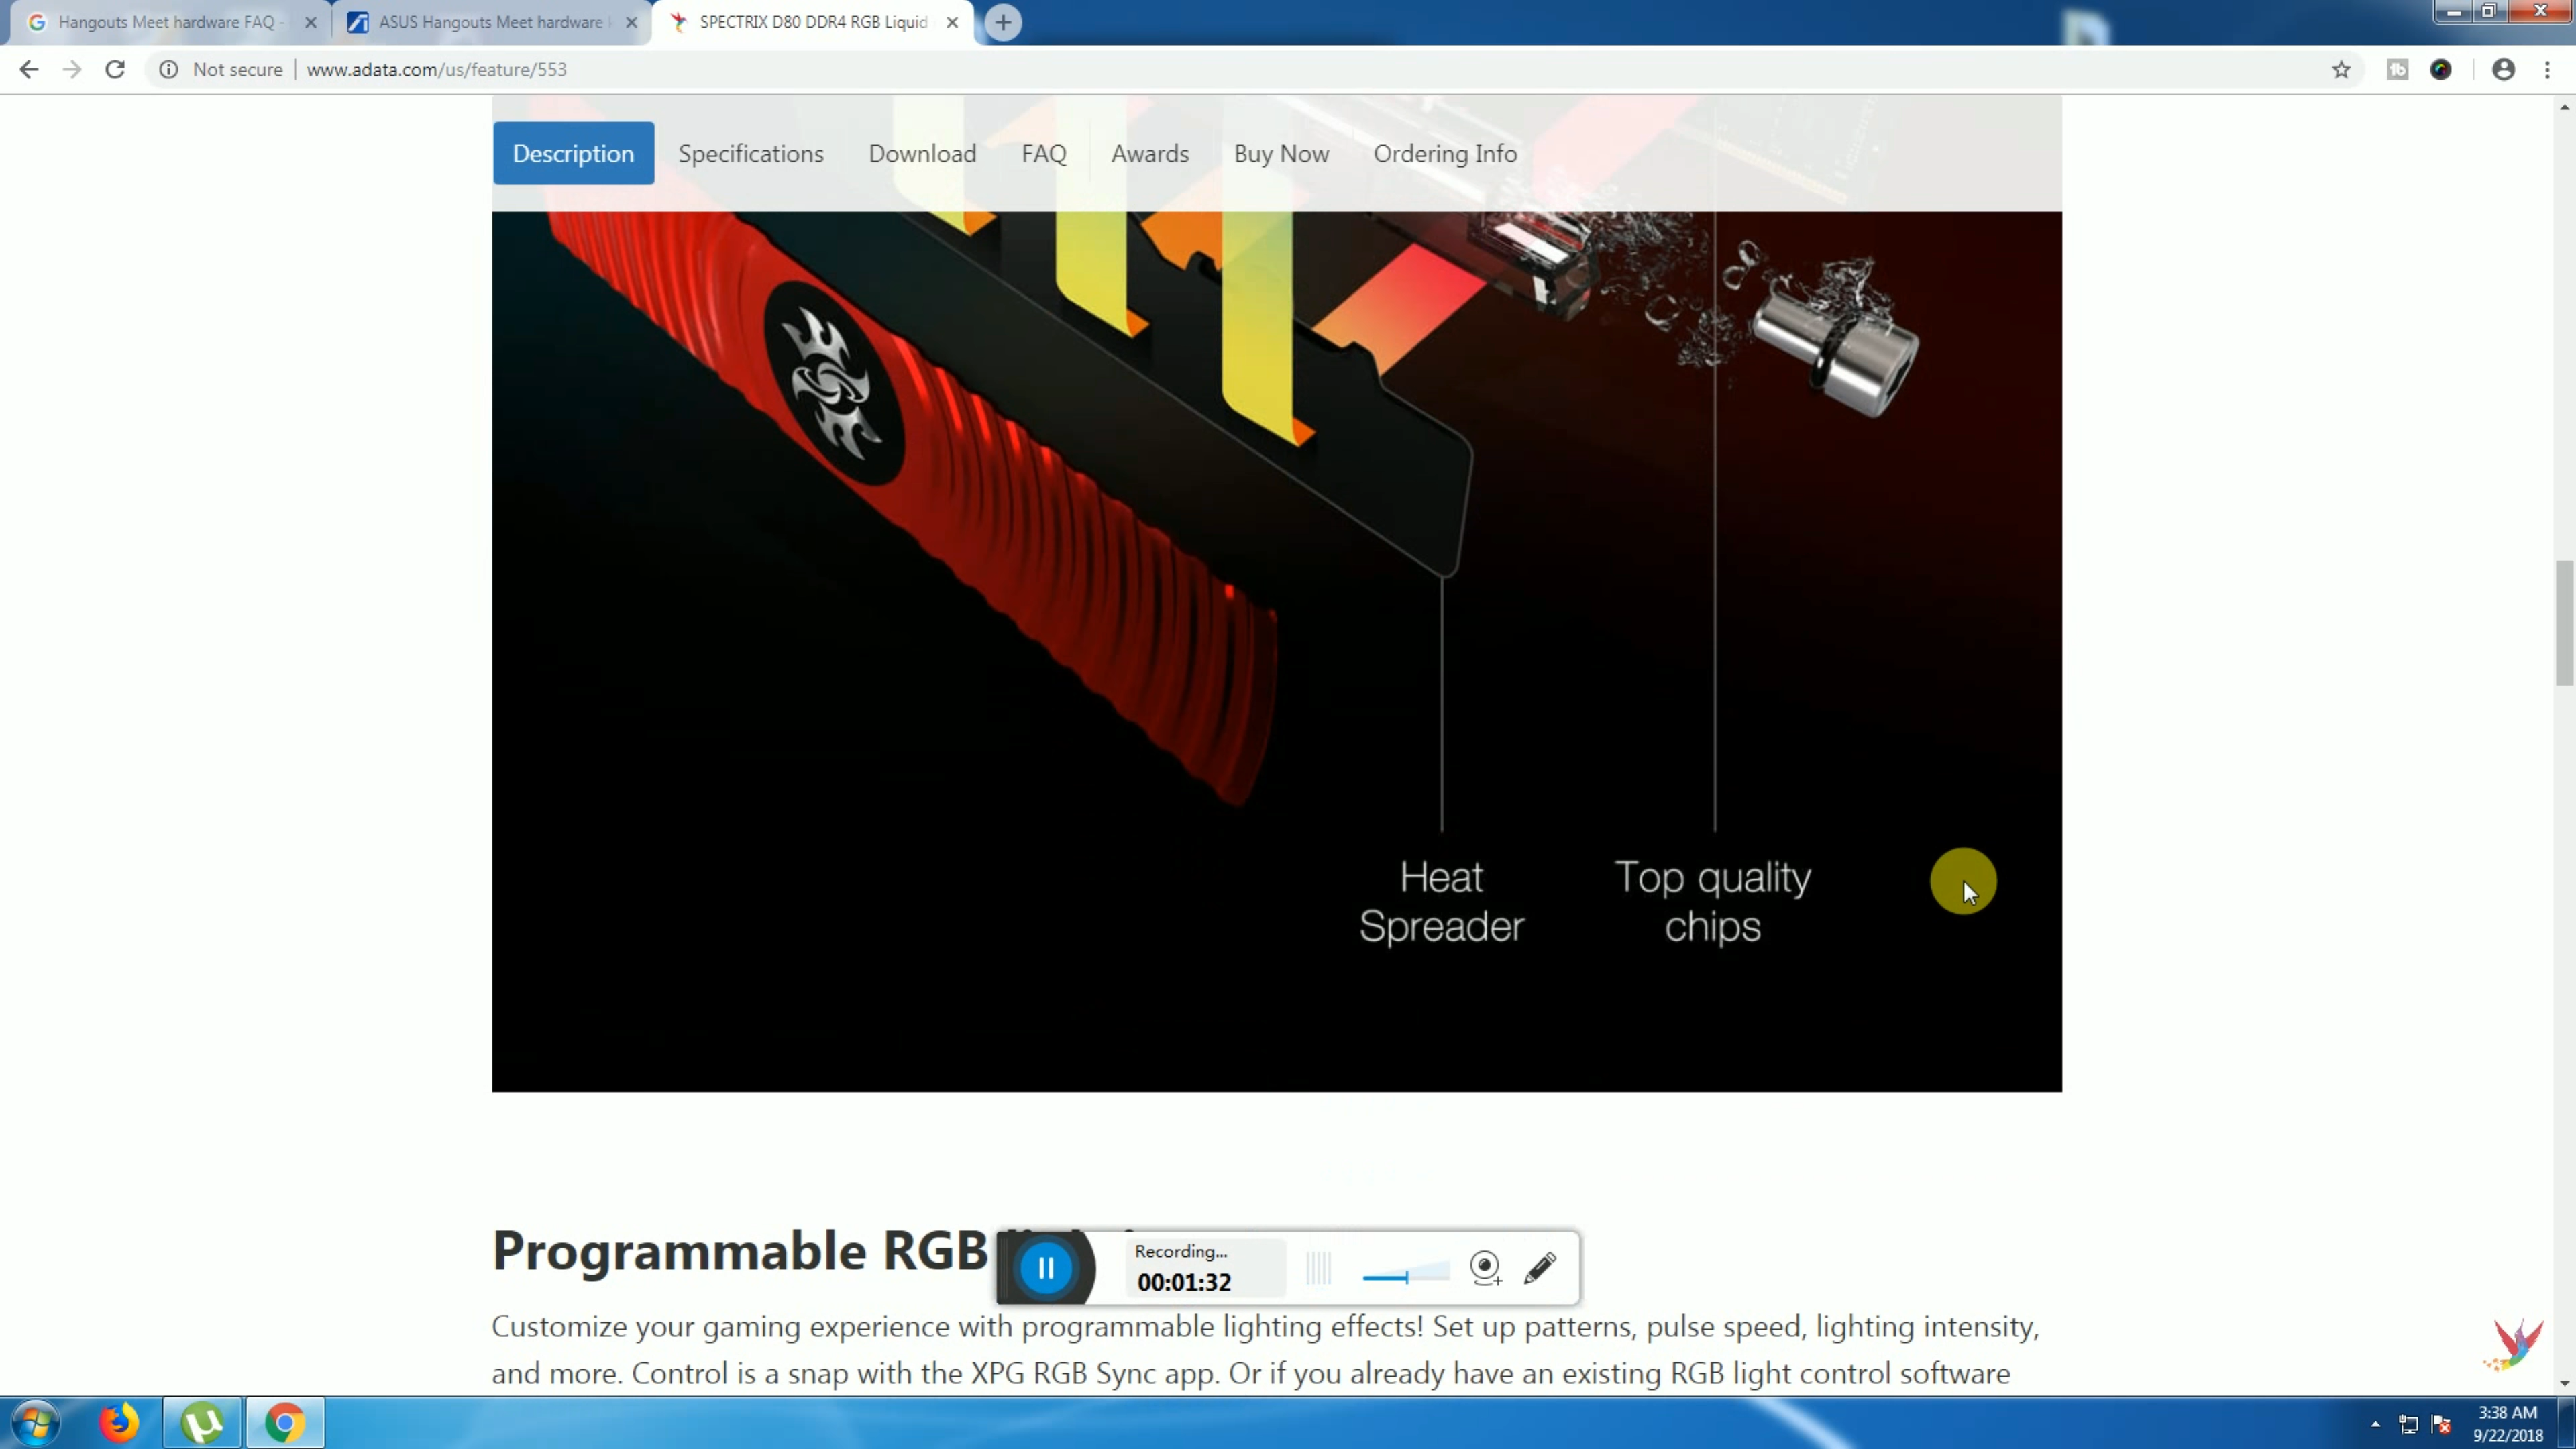 Hangouts Meet hardware FAQ -
ASUS Hangouts Meet hardware
SPECTRIX D80 DDR4 RGB Liquid
Not secure
www.adata.com/us/feature/553
Description
Specifications
Download
FAQ
Awards
Buy Now
Ordering Info
Heat
Spreader
Top quality
chips
Programmable RGB
Recording...
00:01:32
Customize your gaming experience with programmable lighting effects! Set up patterns, pulse speed, lighting intensity,
and more. Control is a snap with the XPG RGB Sync app. Or if you already have an existing RGB light control software
3:38 AM
9/22/2018